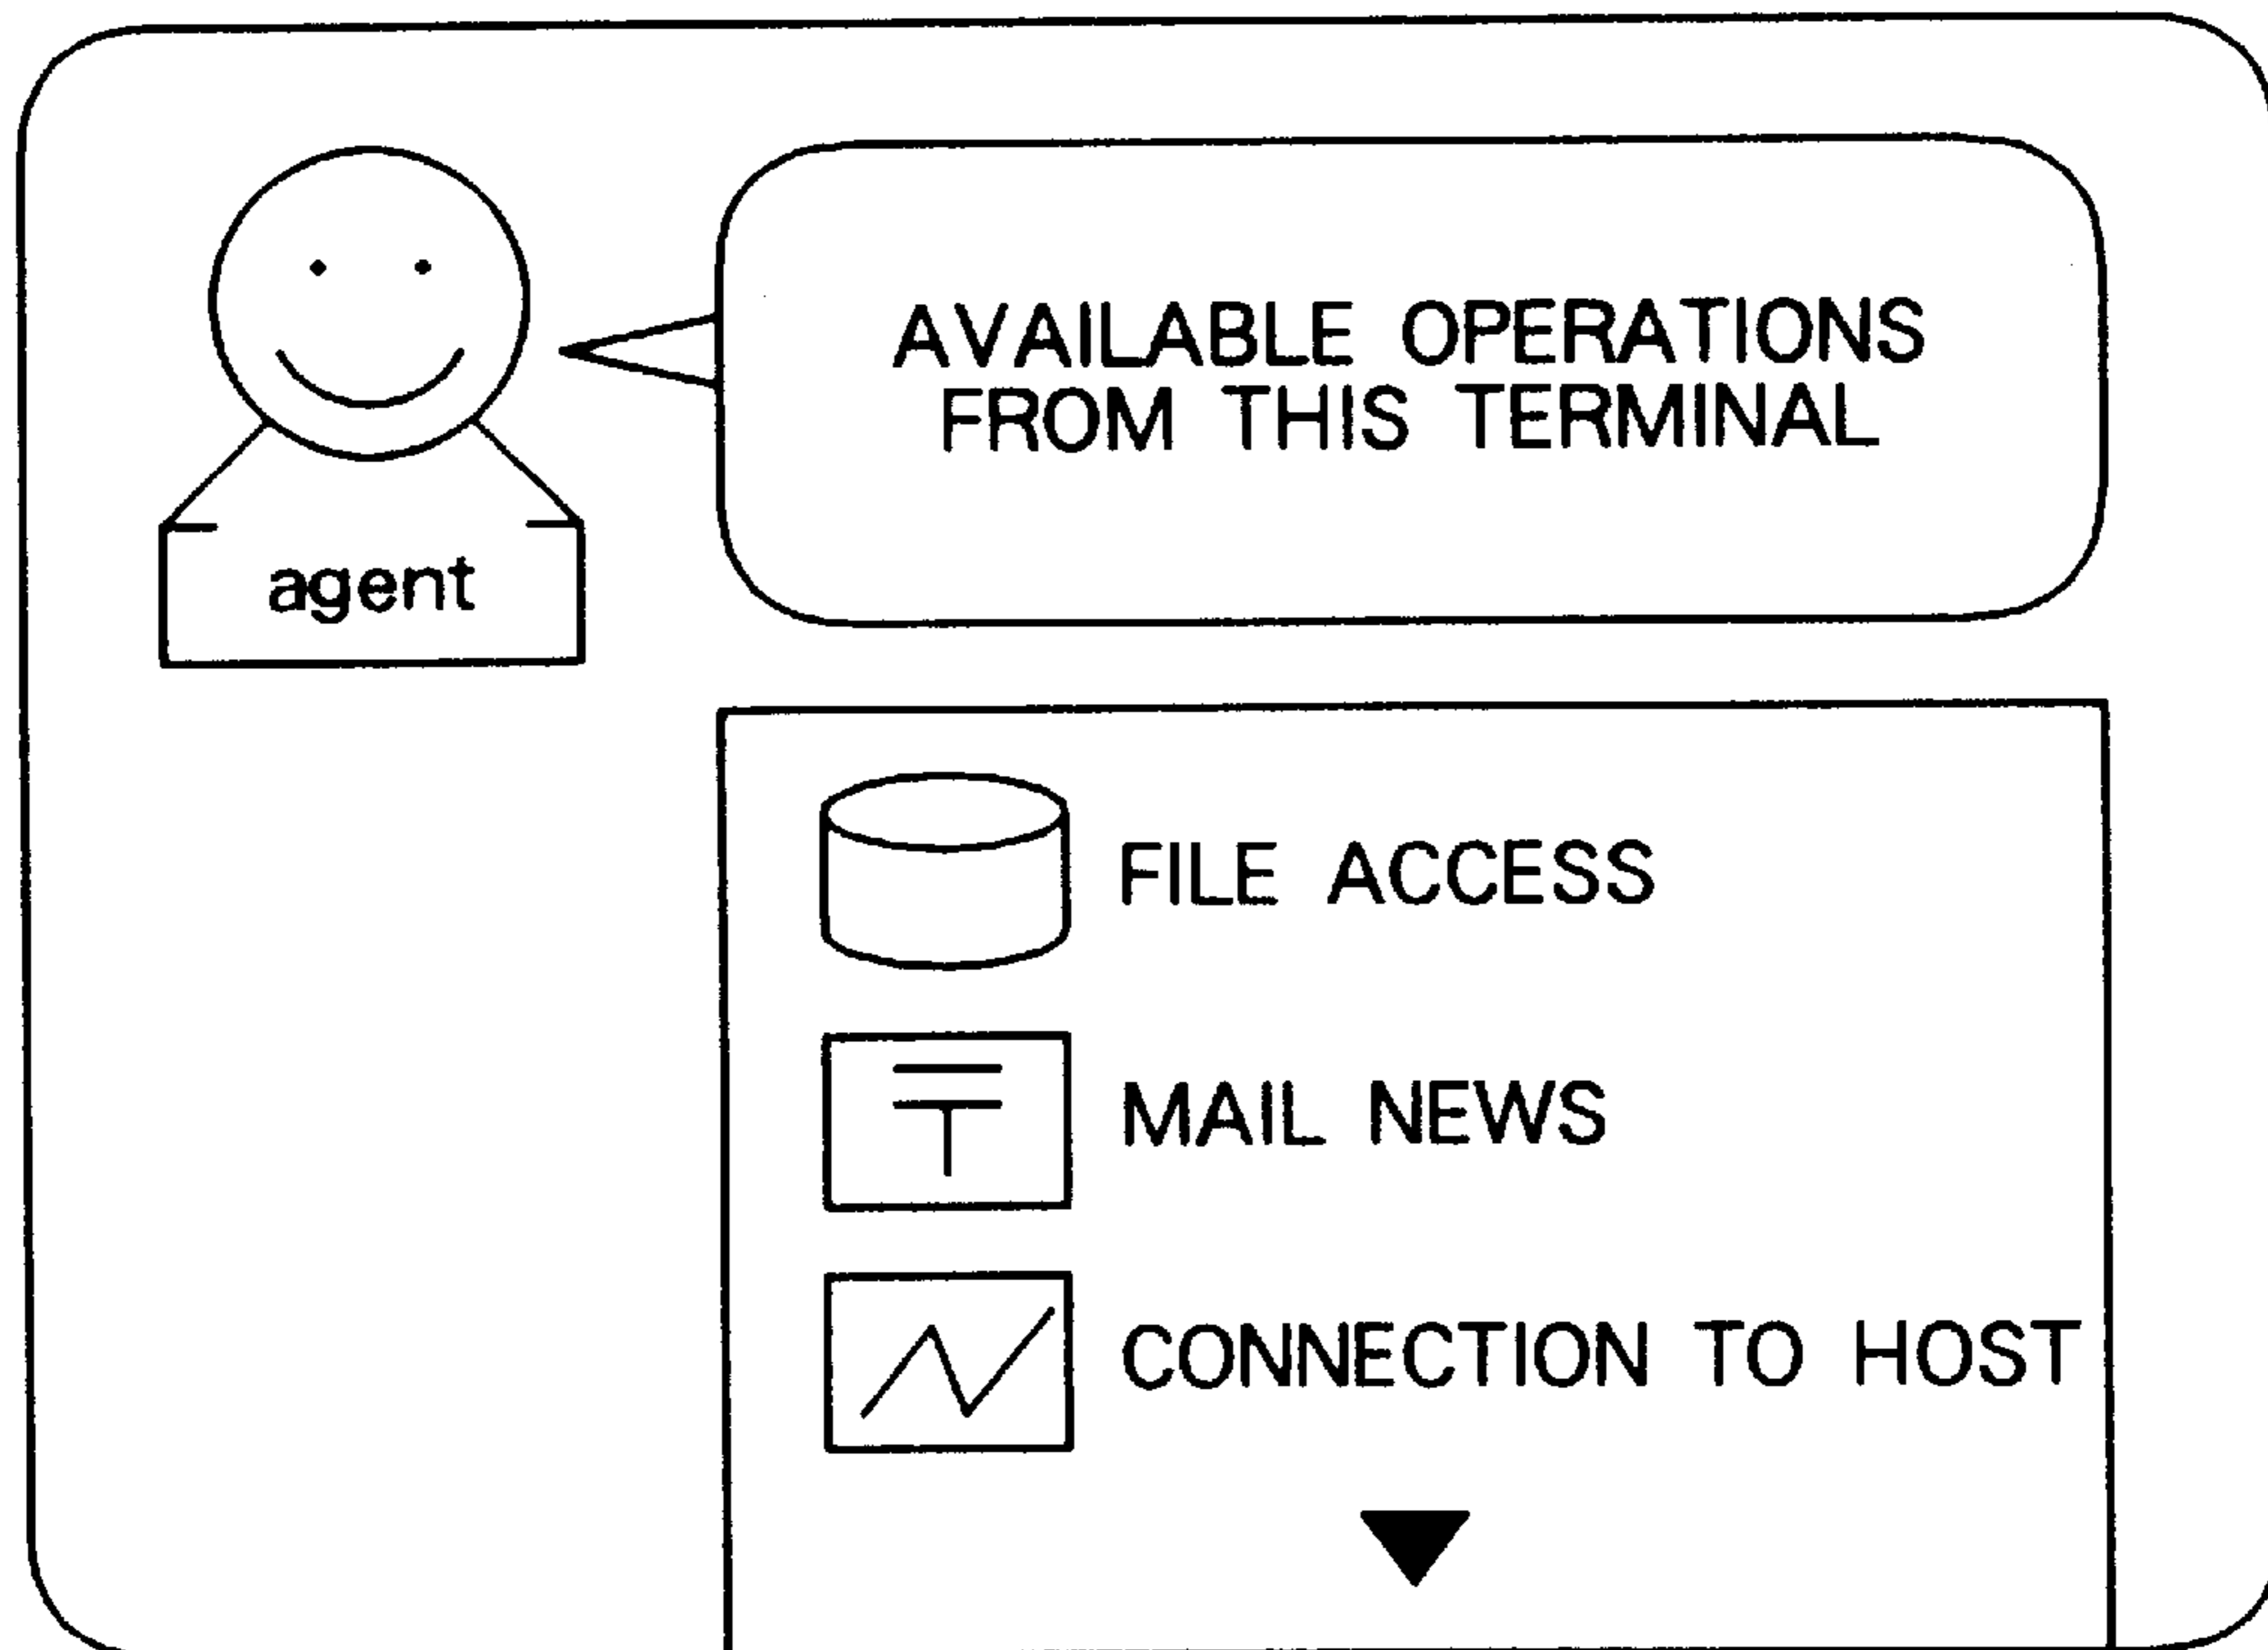 AVAILABLE OPERATIONS
FROM THIS TERMINAL
agent
FILE ACCESS
MAIL NEWS
CONNECTION TO HOST